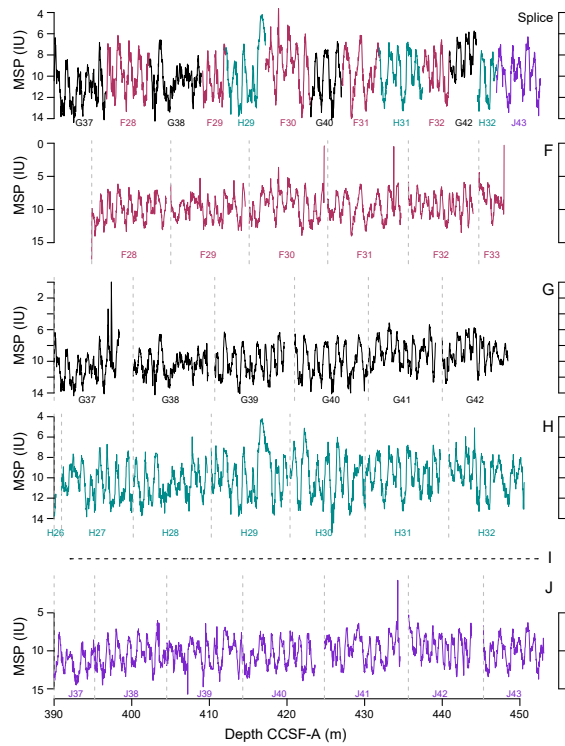 Splice
MSP (IU)
4
6
8
10
12
14
G37 F28 G38 F29 H29 F30 G40 F31 H31 F32 G42 H32 J43
F
MSP (IU)
0
5
10
15
F28 F29 F30 F31 F32 F33
G
MSP (IU)
0
2
6
10
14
G37 G38 G39 G40 G41 G42
H
MSP (IU)
4
6
8
10
12
14
H26 H27 H28 H29 H30 H31 H32
I
J
MSP (IU)
5
10
15
J37 J38 J39 J40 J41 J42 J43
390 400 410 420 430 440 450
Depth CCSF-A (m)